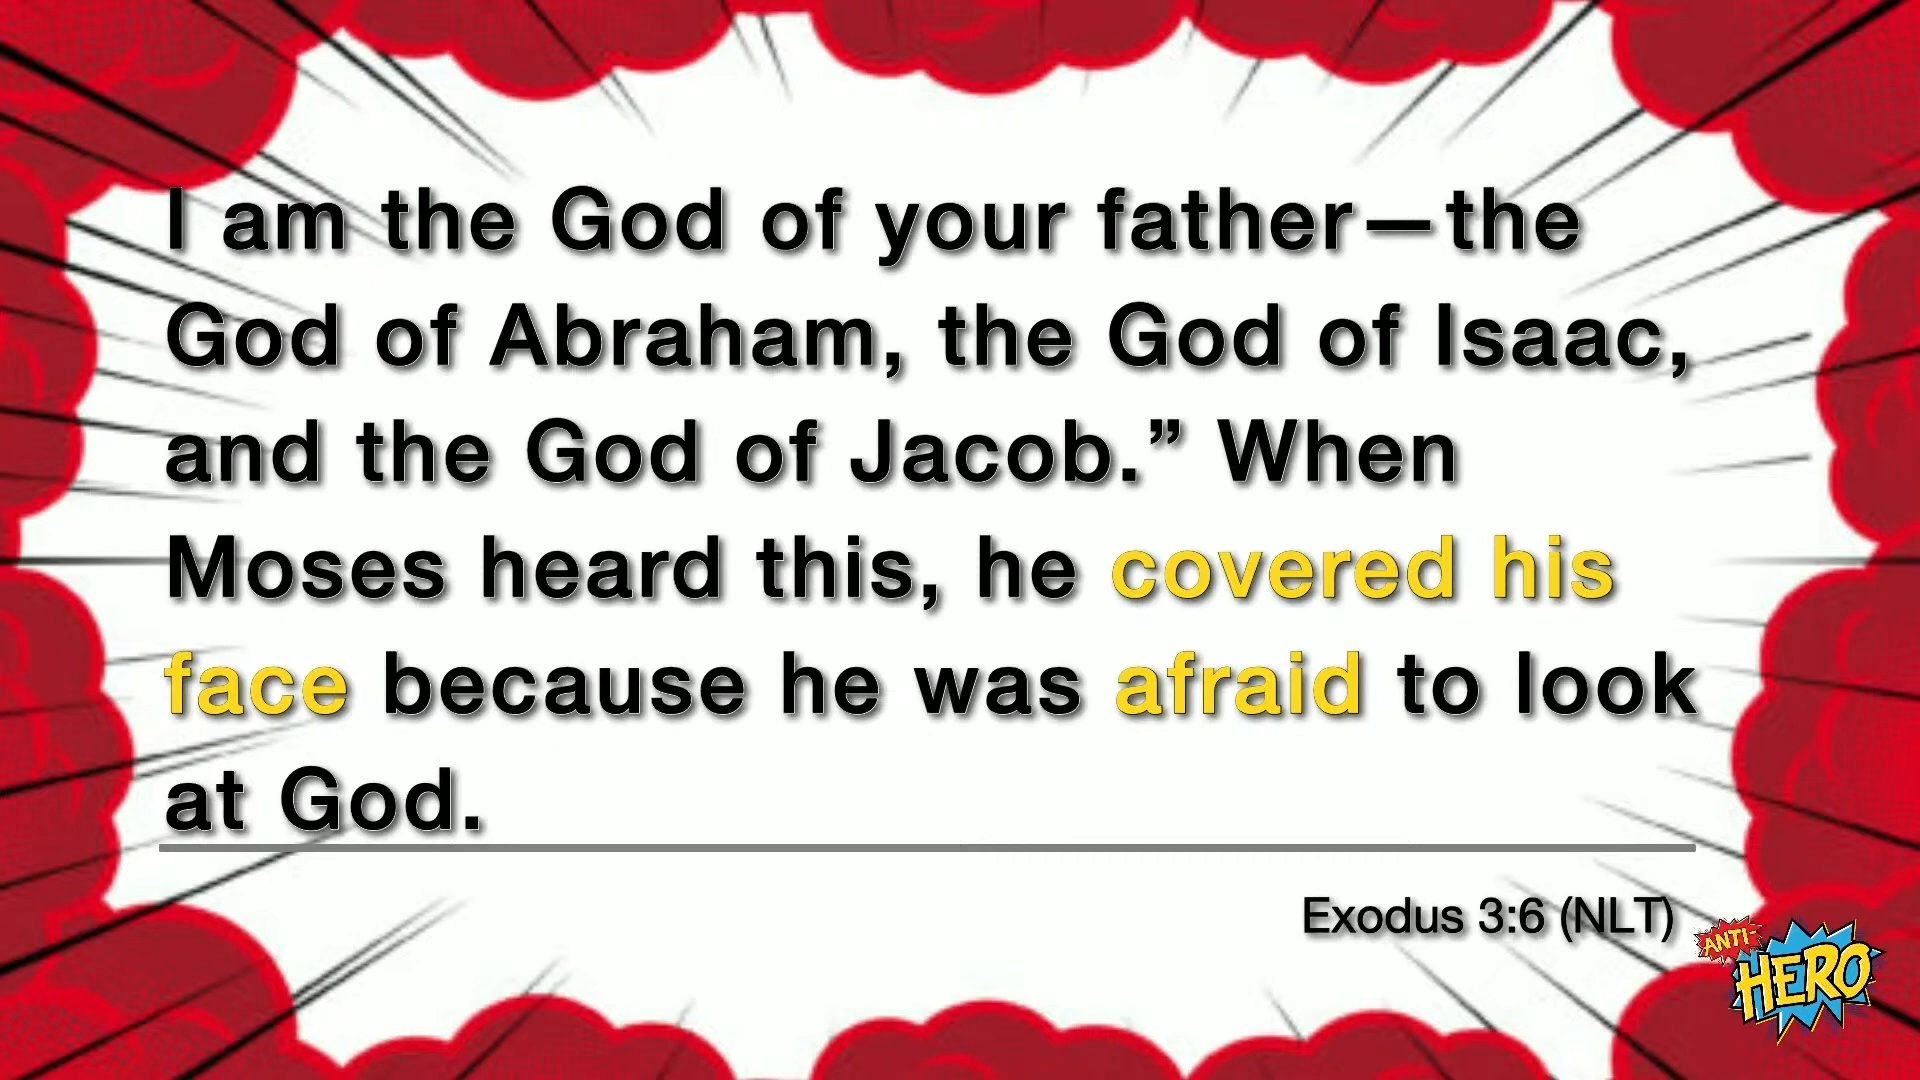 I am the God of your father—the
God of Abraham, the God of Isaac,
and the God of Jacob.” When
Moses heard this, he covered his
face because he was afraid to look
at God.
Exodus 3:6 (NLT)
ANTI-
HERO